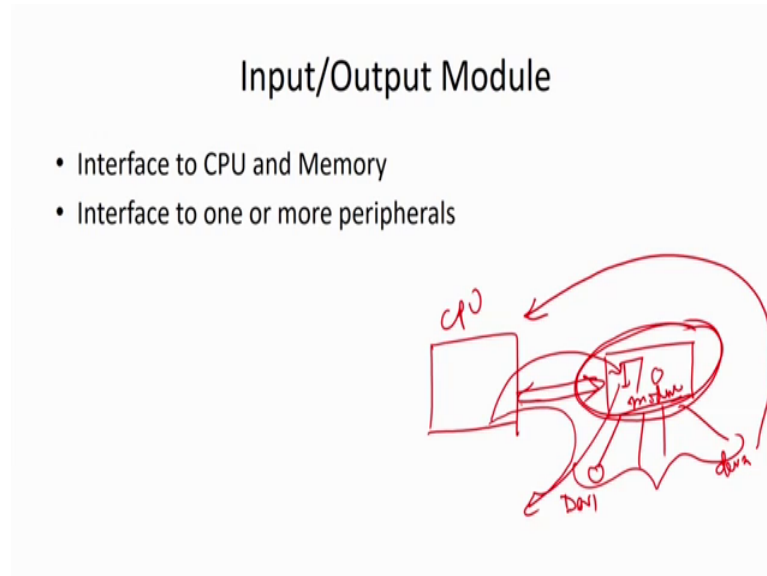 Input/Output Module
• Interface to CPU and Memory
• Interface to one or more peripherals
CPU
I/O
Dev1